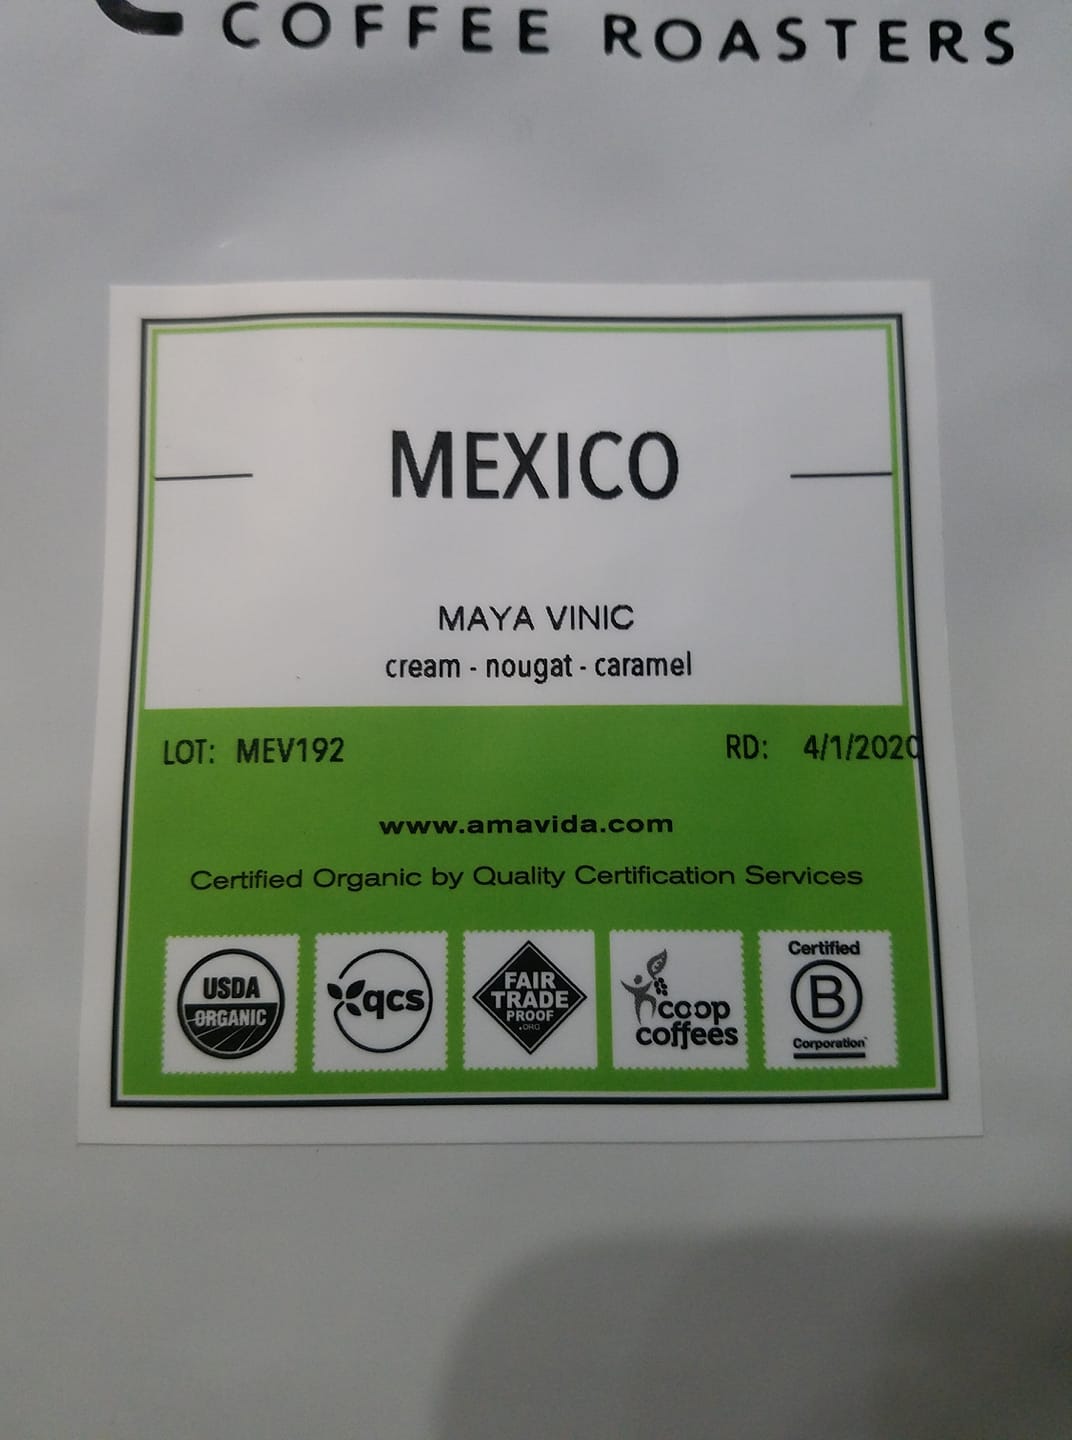 COFFEE ROASTERS
MEXICO
MAYA VINIC
cream - nougat - caramel
LOT: MEV192 RD: 4/1/2020
www.amavida.com
Certified Organic by Quality Certification Services
USDA
ORGANIC
qcs
FAIR
TRADE
PROOF
.ORG
coop
coffees
Certified
B
Corporation